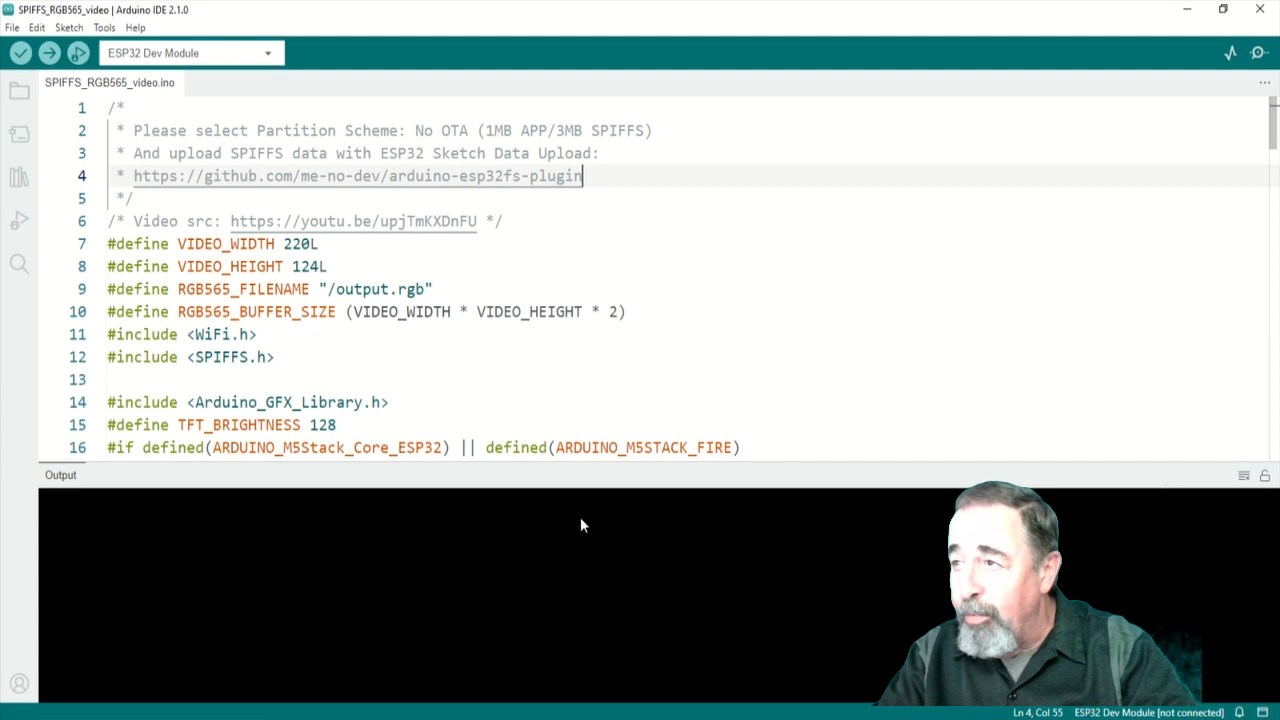 SPIFFS_RGB565_video | Arduino IDE 2.1.0
File Edit Sketch Tools Help
ESP32 Dev Module
SPIFFS_RGB565_video.ino
1 /*
2 * Please select Partition Scheme: No OTA (1MB APP/3MB SPIFFS)
3 * And upload SPIFFS data with ESP32 Sketch Data Upload:
4 * https://github.com/me-no-dev/arduino-esp32fs-plugin
5 */
6 /* Video src: https://youtu.be/upjTmKXDnFU */
7 #define VIDEO_WIDTH 220L
8 #define VIDEO_HEIGHT 124L
9 #define RGB565_FILENAME "/output.rgb"
10 #define RGB565_BUFFER_SIZE (VIDEO_WIDTH * VIDEO_HEIGHT * 2)
11 #include <WiFi.h>
12 #include <SPIFFS.h>
13
14 #include <Arduino_GFX_Library.h>
15 #define TFT_BRIGHTNESS 128
16 #if defined(ARDUINO_M5Stack_Core_ESP32) || defined(ARDUINO_M5STACK_FIRE)
Output
Ln 4, Col 55 ESP32 Dev Module [not connected]